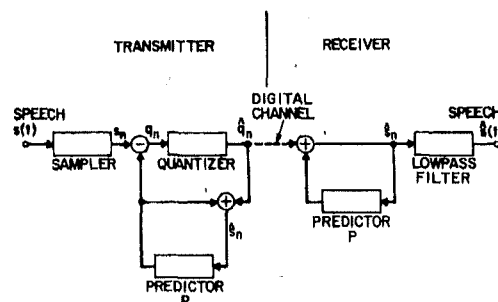 TRANSMITTER
RECEIVER
DIGITAL
CHANNEL
SPEECH
s(t)
sₙ
qₙ
q̂ₙ
ŝₙ
SPEECH
ŝ(t)
SAMPLER
−
QUANTIZER
+
LOWPASS
FILTER
+
ŝₙ
PREDICTOR
P
PREDICTOR